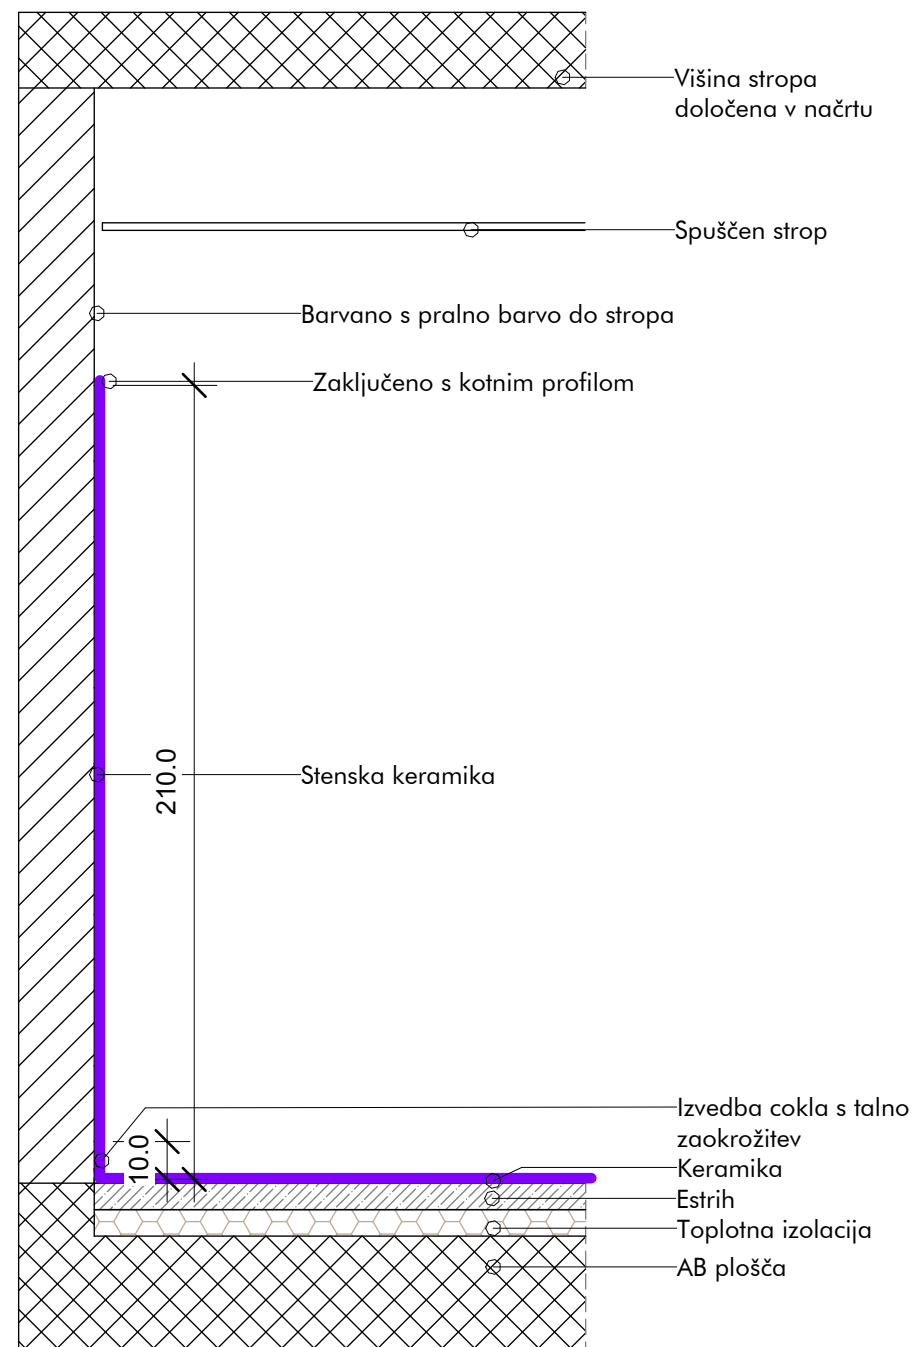 Višina stropa
določena v načrtu
Spuščen strop
Barvano s pralno barvo do stropa
Zaključeno s kotnim profilom
210.0
Stenska keramika
Izvedba cokla s talno
zaokrožitev
10.0
Keramika
Estrih
Toplotna izolacija
AB plošča